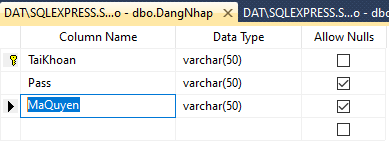 DAT\SQLEXPRESS.S...o - dbo.DangNhap DAT\SQLEXPRESS.S...o - dbo
Column Name Data Type Allow Nulls
TaiKhoan varchar(50)
Pass varchar(50)
MaQuyen varchar(50)